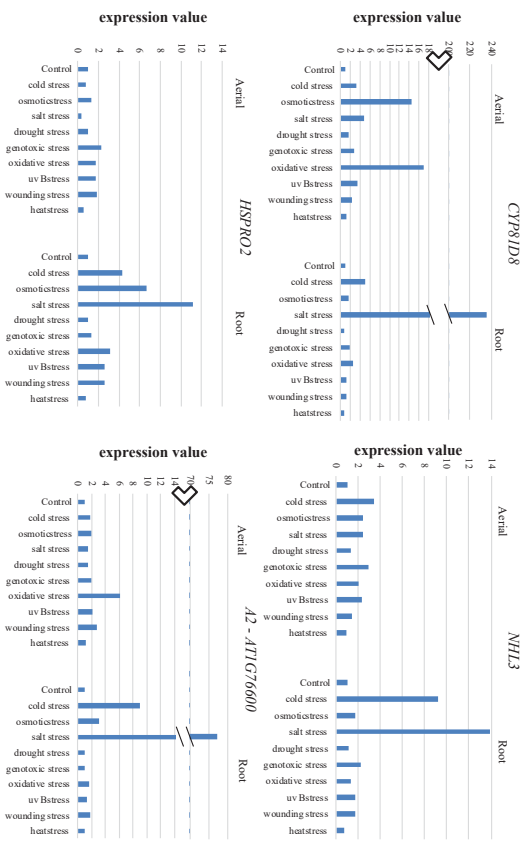 expression value
0 2 4 6 8 10 12 14
Aerial
Control
cold stress
osmoticstress
salt stress
drought stress
genotoxic stress
oxidative stress
uv Bstress
wounding stress
heatstress
HSPRO2
Root
Control
cold stress
osmoticstress
salt stress
drought stress
genotoxic stress
oxidative stress
uv Bstress
wounding stress
heatstress
expression value
0 2 4 6 8 10 12 14 16 18 200 220 240
Aerial
Control
cold stress
osmoticstress
salt stress
drought stress
genotoxic stress
oxidative stress
uv Bstress
wounding stress
heatstress
CYP81D8
Root
Control
cold stress
osmoticstress
salt stress
drought stress
genotoxic stress
oxidative stress
uv Bstress
wounding stress
heatstress
expression value
0 2 4 6 8 10 12 14 70 75 80
Aerial
Control
cold stress
osmoticstress
salt stress
drought stress
genotoxic stress
oxidative stress
uv Bstress
wounding stress
heatstress
A2 - AT1G76600
Root
Control
cold stress
osmoticstress
salt stress
drought stress
genotoxic stress
oxidative stress
uv Bstress
wounding stress
heatstress
expression value
0 2 4 6 8 10 12 14
Aerial
Control
cold stress
osmoticstress
salt stress
drought stress
genotoxic stress
oxidative stress
uv Bstress
wounding stress
heatstress
NHL3
Root
Control
cold stress
osmoticstress
salt stress
drought stress
genotoxic stress
oxidative stress
uv Bstress
wounding stress
heatstress